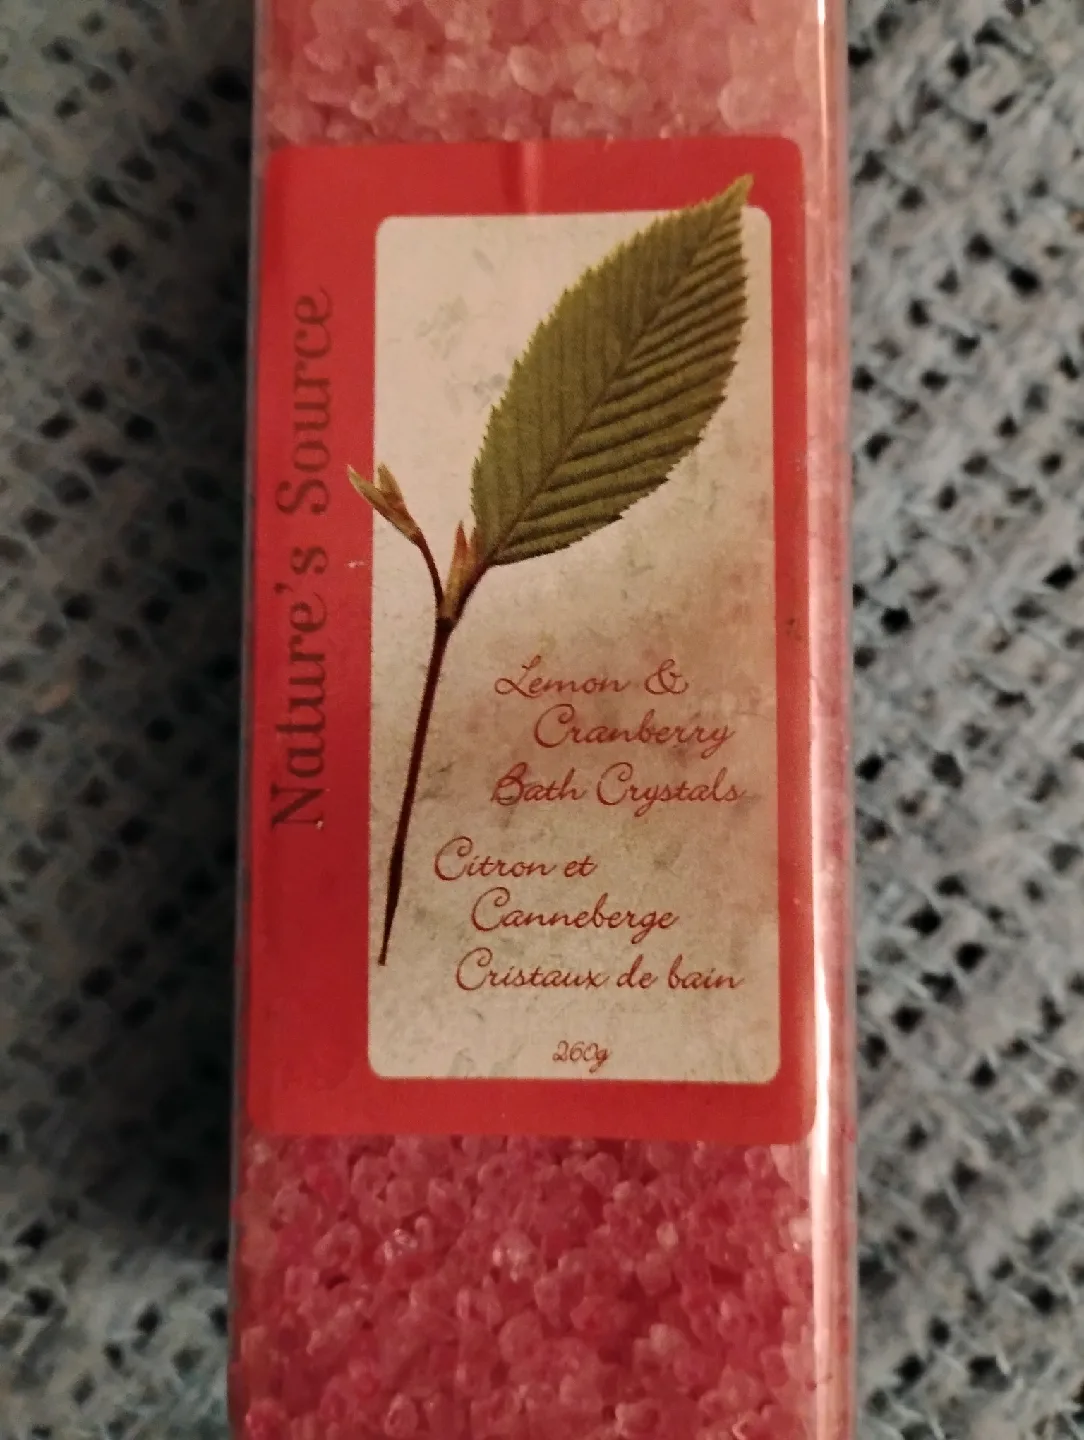 Nature's Source
Lemon &
Cranberry
Bath Crystals
Citron et
Canneberge
Cristaux de bain
260g